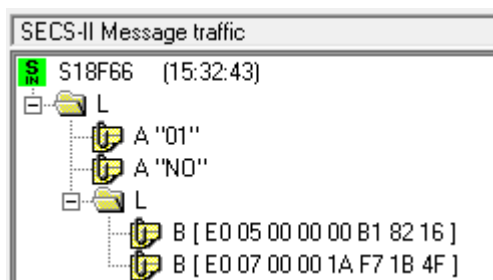 SECS-II Message traffic
S IN S18F66 (15:32:43)
L
A "01"
A "NO"
L
B [ E0 05 00 00 00 B1 82 16 ]
B [ E0 07 00 00 1A F7 1B 4F ]